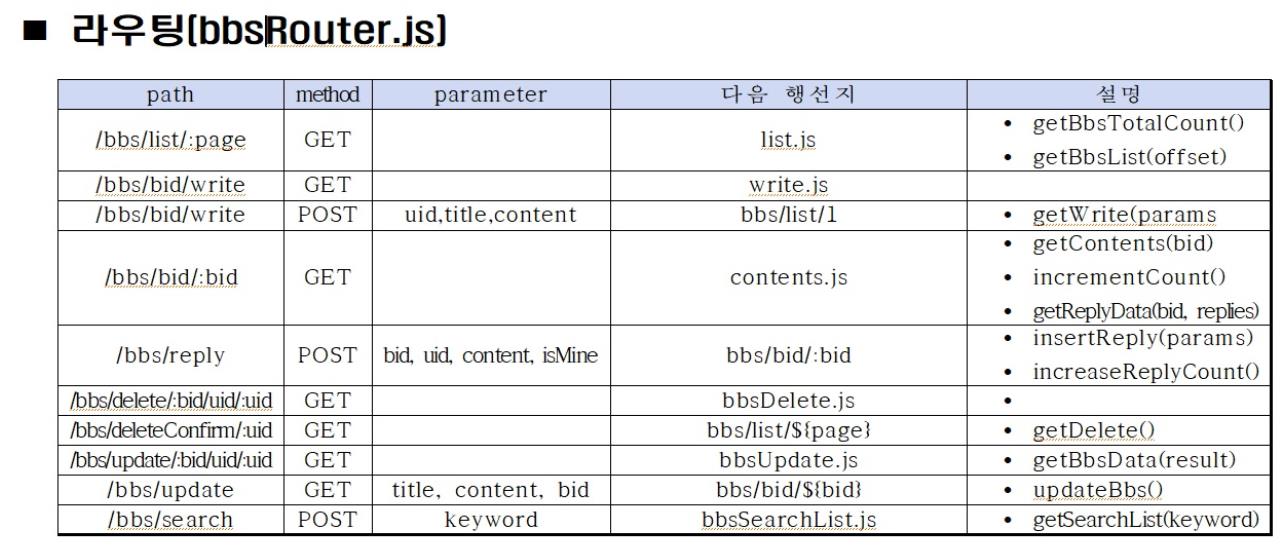 ■ 라우팅(bbsRouter.js)
path method parameter 다음 행선지 설명
/bbs/list/:page GET list.js • getBbsTotalCount()
• getBbsList(offset)
/bbs/bid/write GET write.js
/bbs/bid/write POST uid,title,content bbs/list/1 • getWrite(params
/bbs/bid/:bid GET contents.js • getContents(bid)
• incrementCount()
• getReplyData(bid, replies)
/bbs/reply POST bid, uid, content, isMine bbs/bid/:bid • insertReply(params)
• increaseReplyCount()
/bbs/delete/:bid/uid/:uid GET bbsDelete.js •
/bbs/deleteConfirm/:uid GET bbs/list/${page} • getDelete()
/bbs/update/:bid/uid/:uid GET bbsUpdate.js • getBbsData(result)
/bbs/update GET title, content, bid bbs/bid/${bid} • updateBbs()
/bbs/search POST keyword bbsSearchList.js • getSearchList(keyword)